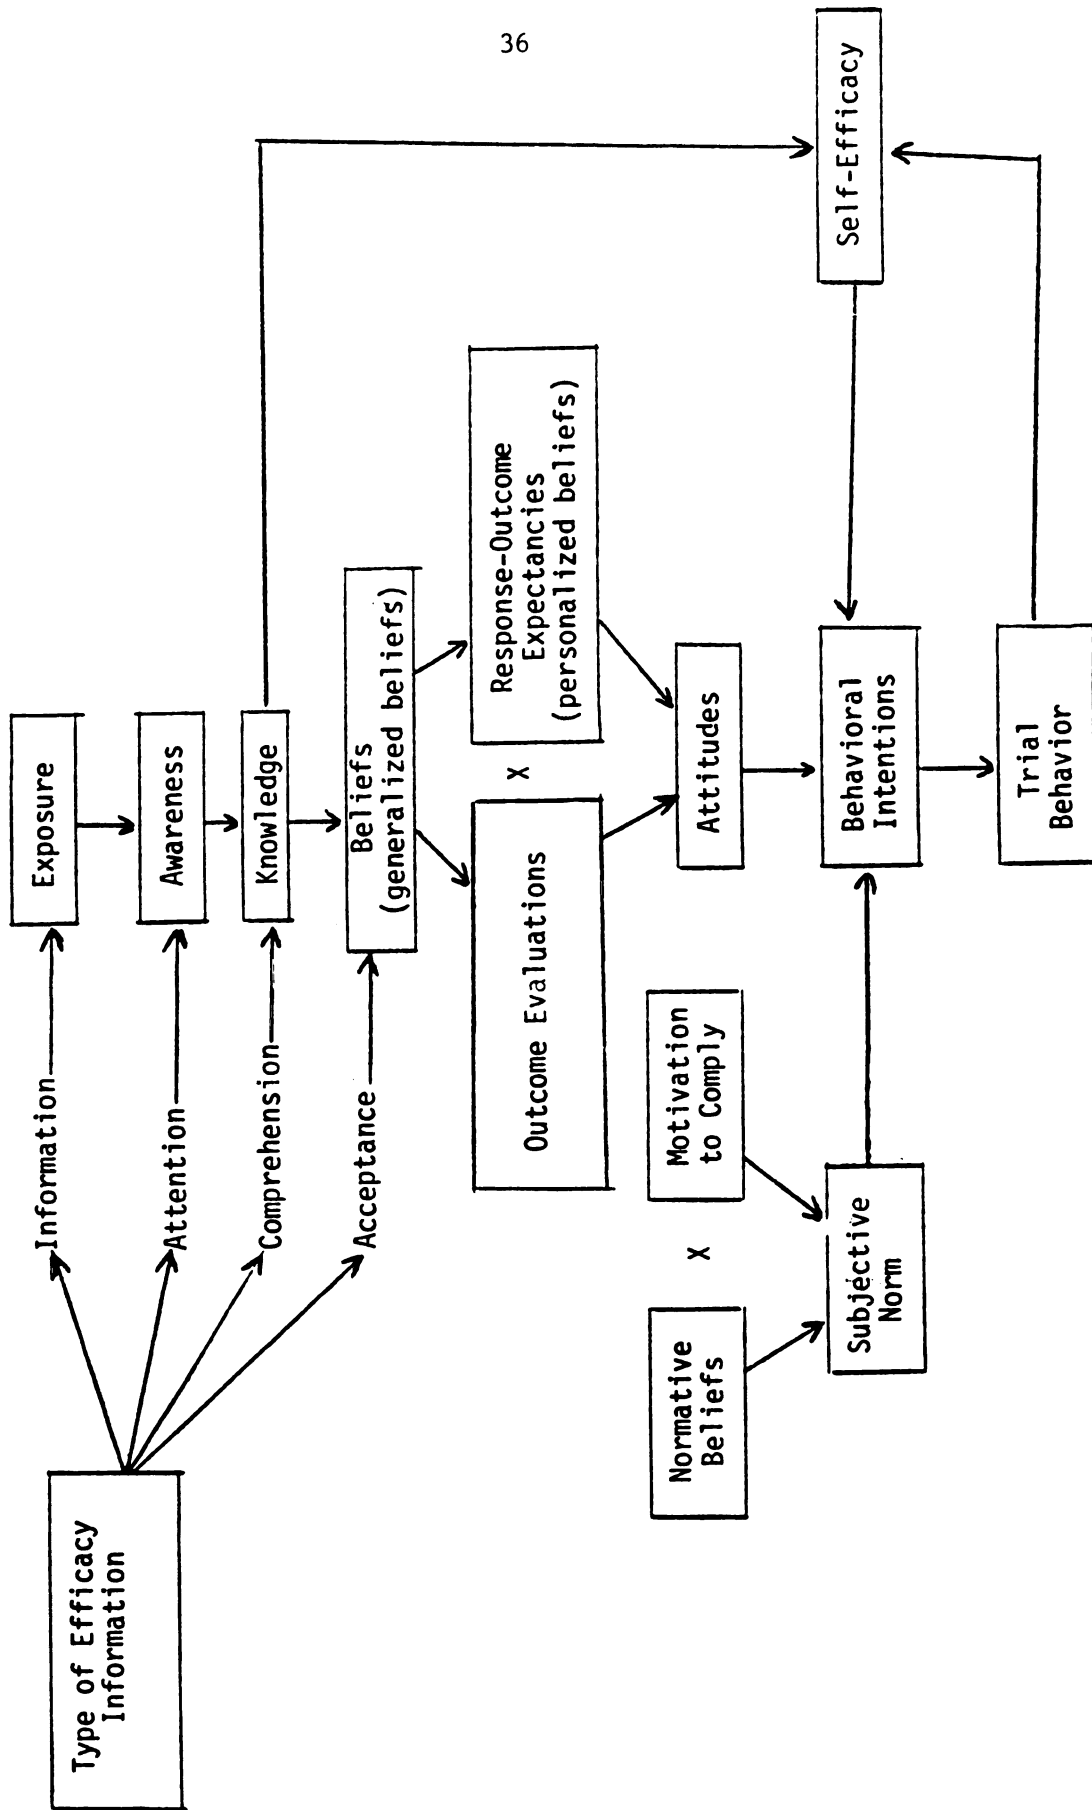 36
Type of Efficacy
Information
Information
Exposure
Attention
Awareness
Comprehension
Knowledge
Acceptance
Beliefs
(generalized beliefs)
Outcome Evaluations
X
Response-Outcome
Expectancies
(personalized beliefs)
Normative
Beliefs
X
Motivation
to Comply
Attitudes
Subjective
Norm
Behavioral
Intentions
Self-Efficacy
Trial
Behavior